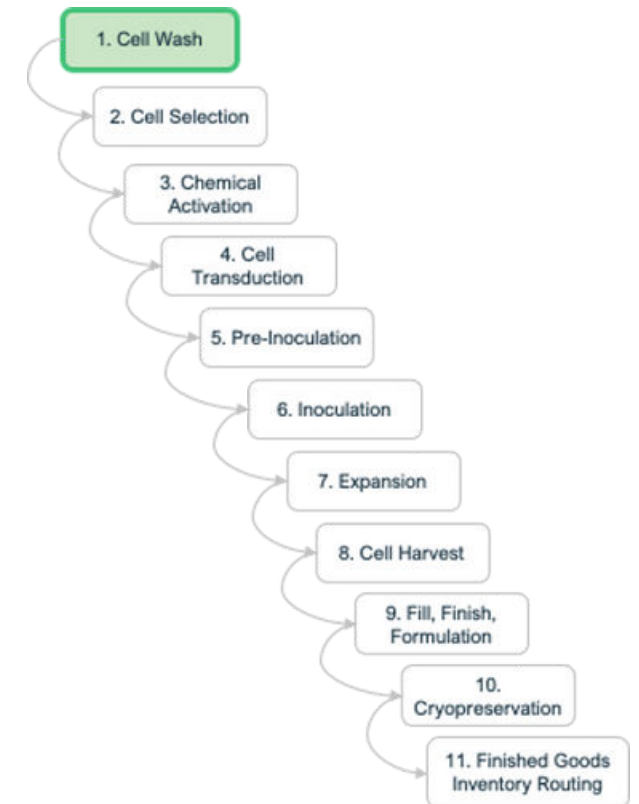 1. Cell Wash
2. Cell Selection
3. Chemical
Activation
4. Cell
Transduction
5. Pre-Inoculation
6. Inoculation
7. Expansion
8. Cell Harvest
9. Fill, Finish,
Formulation
10.
Cryopreservation
11. Finished Goods
Inventory Routing